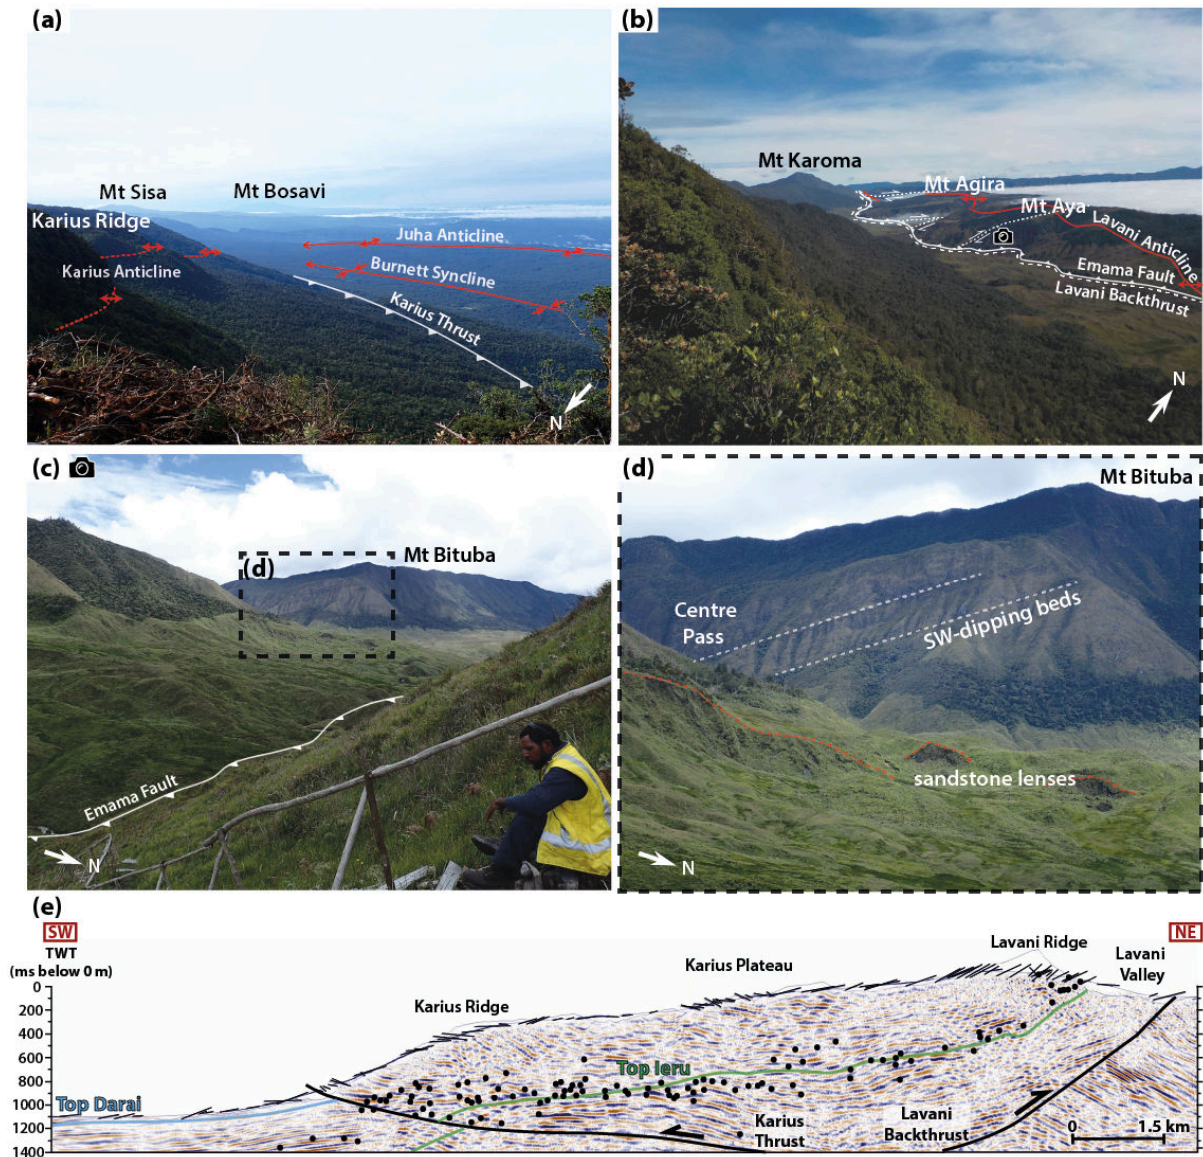 (a)
Mt Sisa
Mt Bosavi
Karius Ridge
Juha Anticline
Karius Anticline
Burnett Syncline
Karius Thrust
N
(b)
Mt Karoma
Mt Agira
Mt Aya
Lavani Anticline
Emama Fault
Lavani Backthrust
N
(c)
(d)
Mt Bituba
Emama Fault
N
(d)
Mt Bituba
Centre
Pass
SW-dipping beds
sandstone lenses
N
(e)
SW
NE
TWT
(ms below 0 m)
Lavani Ridge
Lavani
Valley
Karius Plateau
Karius Ridge
0
200
400
600
800
1000
1200
1400
Top Ieru
Top Darai
Karius
Thrust
Lavani
Backthrust
0 1.5 km